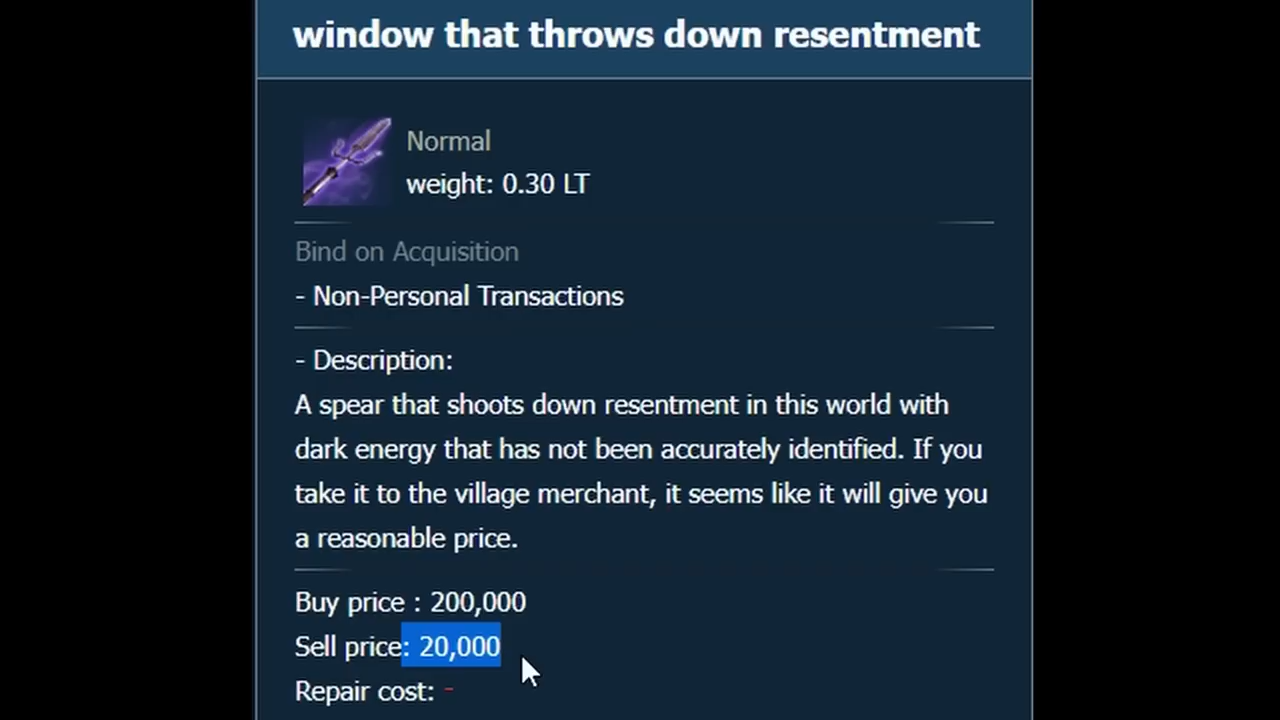 window that throws down resentment
Normal
weight: 0.30 LT
Bind on Acquisition
- Non-Personal Transactions
- Description:
A spear that shoots down resentment in this world with
dark energy that has not been accurately identified. If you
take it to the village merchant, it seems like it will give you
a reasonable price.
Buy price : 200,000
Sell price: 20,000
Repair cost: -